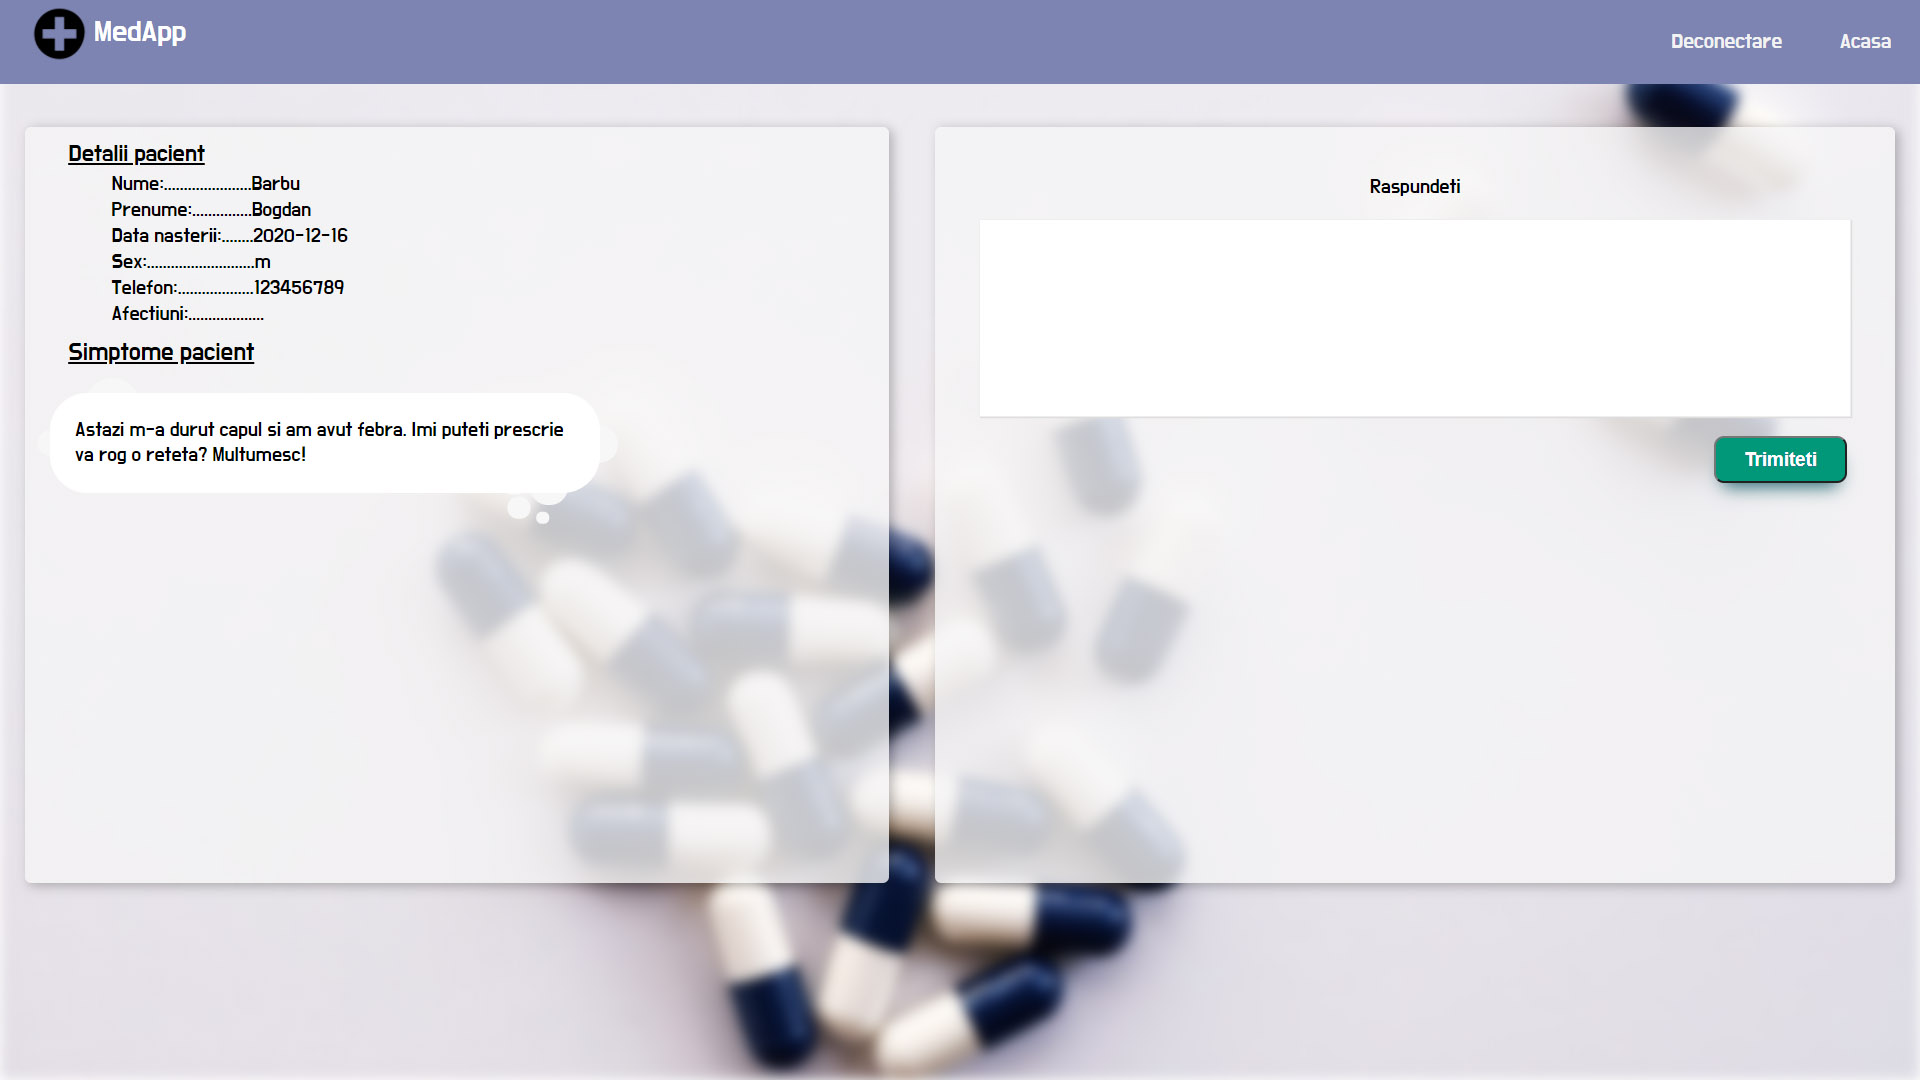 MedApp
Deconectare
Acasa
Detalii pacient
Nume:......................Barbu
Prenume:...............Bogdan
Data nasterii:........2020-12-16
Sex:...........................m
Telefon:...................123456789
Afectiuni:...................
Simptome pacient
Astazi m-a durut capul si am avut febra. Imi puteti prescrie
va rog o reteta? Multumesc!
Raspundeti
Trimiteti